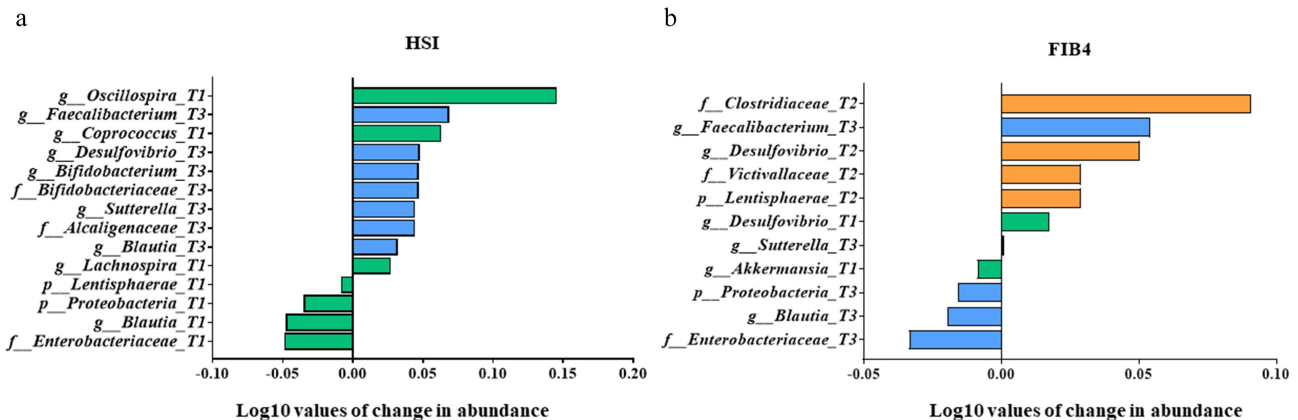 a
HSI
g__Oscillospira_T1
g__Faecalibacterium_T3
g__Coprococcus_T1
g__Desulfovibrio_T3
g__Bifidobacterium_T3
f__Bifidobacteriaceae_T3
g__Sutterella_T3
f__Alcaligenaceae_T3
g__Blautia_T3
g__Lachnospira_T1
p__Lentisphaerae_T1
p__Proteobacteria_T1
g__Blautia_T1
f__Enterobacteriaceae_T1
-0.10 -0.05 0.00 0.05 0.10 0.15 0.20
Log10 values of change in abundance
b
FIB4
f__Clostridiaceae_T2
g__Faecalibacterium_T3
g__Desulfovibrio_T2
f__Victivallaceae_T2
p__Lentisphaerae_T2
g__Desulfovibrio_T1
g__Sutterella_T3
g__Akkermansia_T1
p__Proteobacteria_T3
g__Blautia_T3
f__Enterobacteriaceae_T3
-0.05 0.00 0.05 0.10
Log10 values of change in abundance